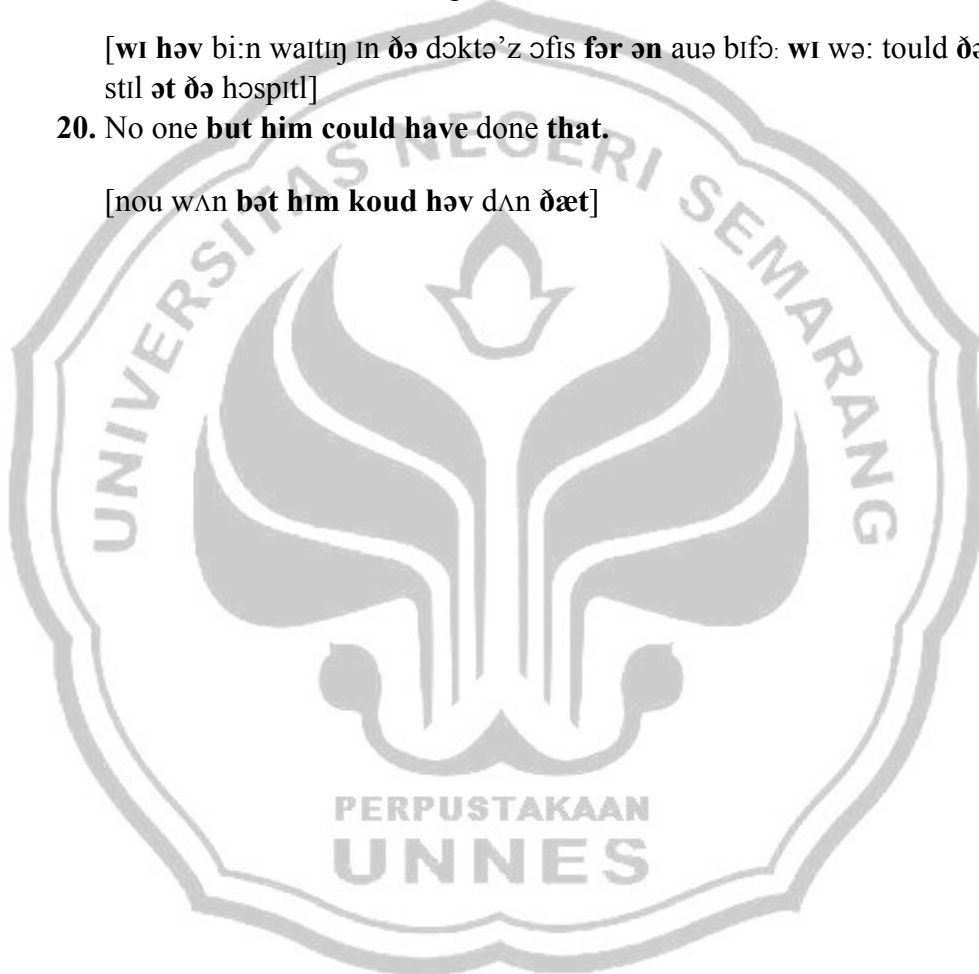 [wɪ həv bi:n waɪtɪŋ ɪn ðə dɔktə’z ɔfɪs fər ən auə bɪfɔ: wɪ wə: tould
stɪl ət ðə hɔspɪtl]
20. No one but him could have done that.
[nou wʌn bət hɪm koud həv dʌn ðæt]
UNIVERSITAS NEGERI SEMARANG
PERPUSTAKAAN
UNNES